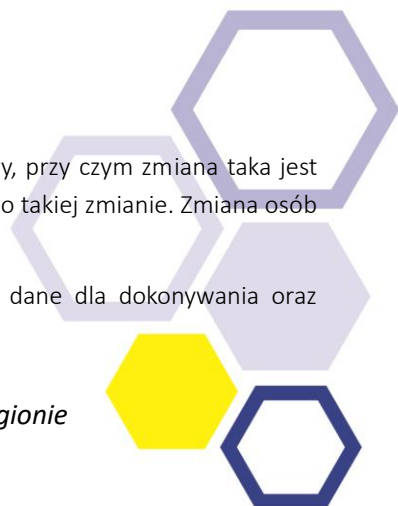 y, przy czym zmiana taka jest
o takiej zmianie. Zmiana osób
dane dla dokonywania oraz
gionie